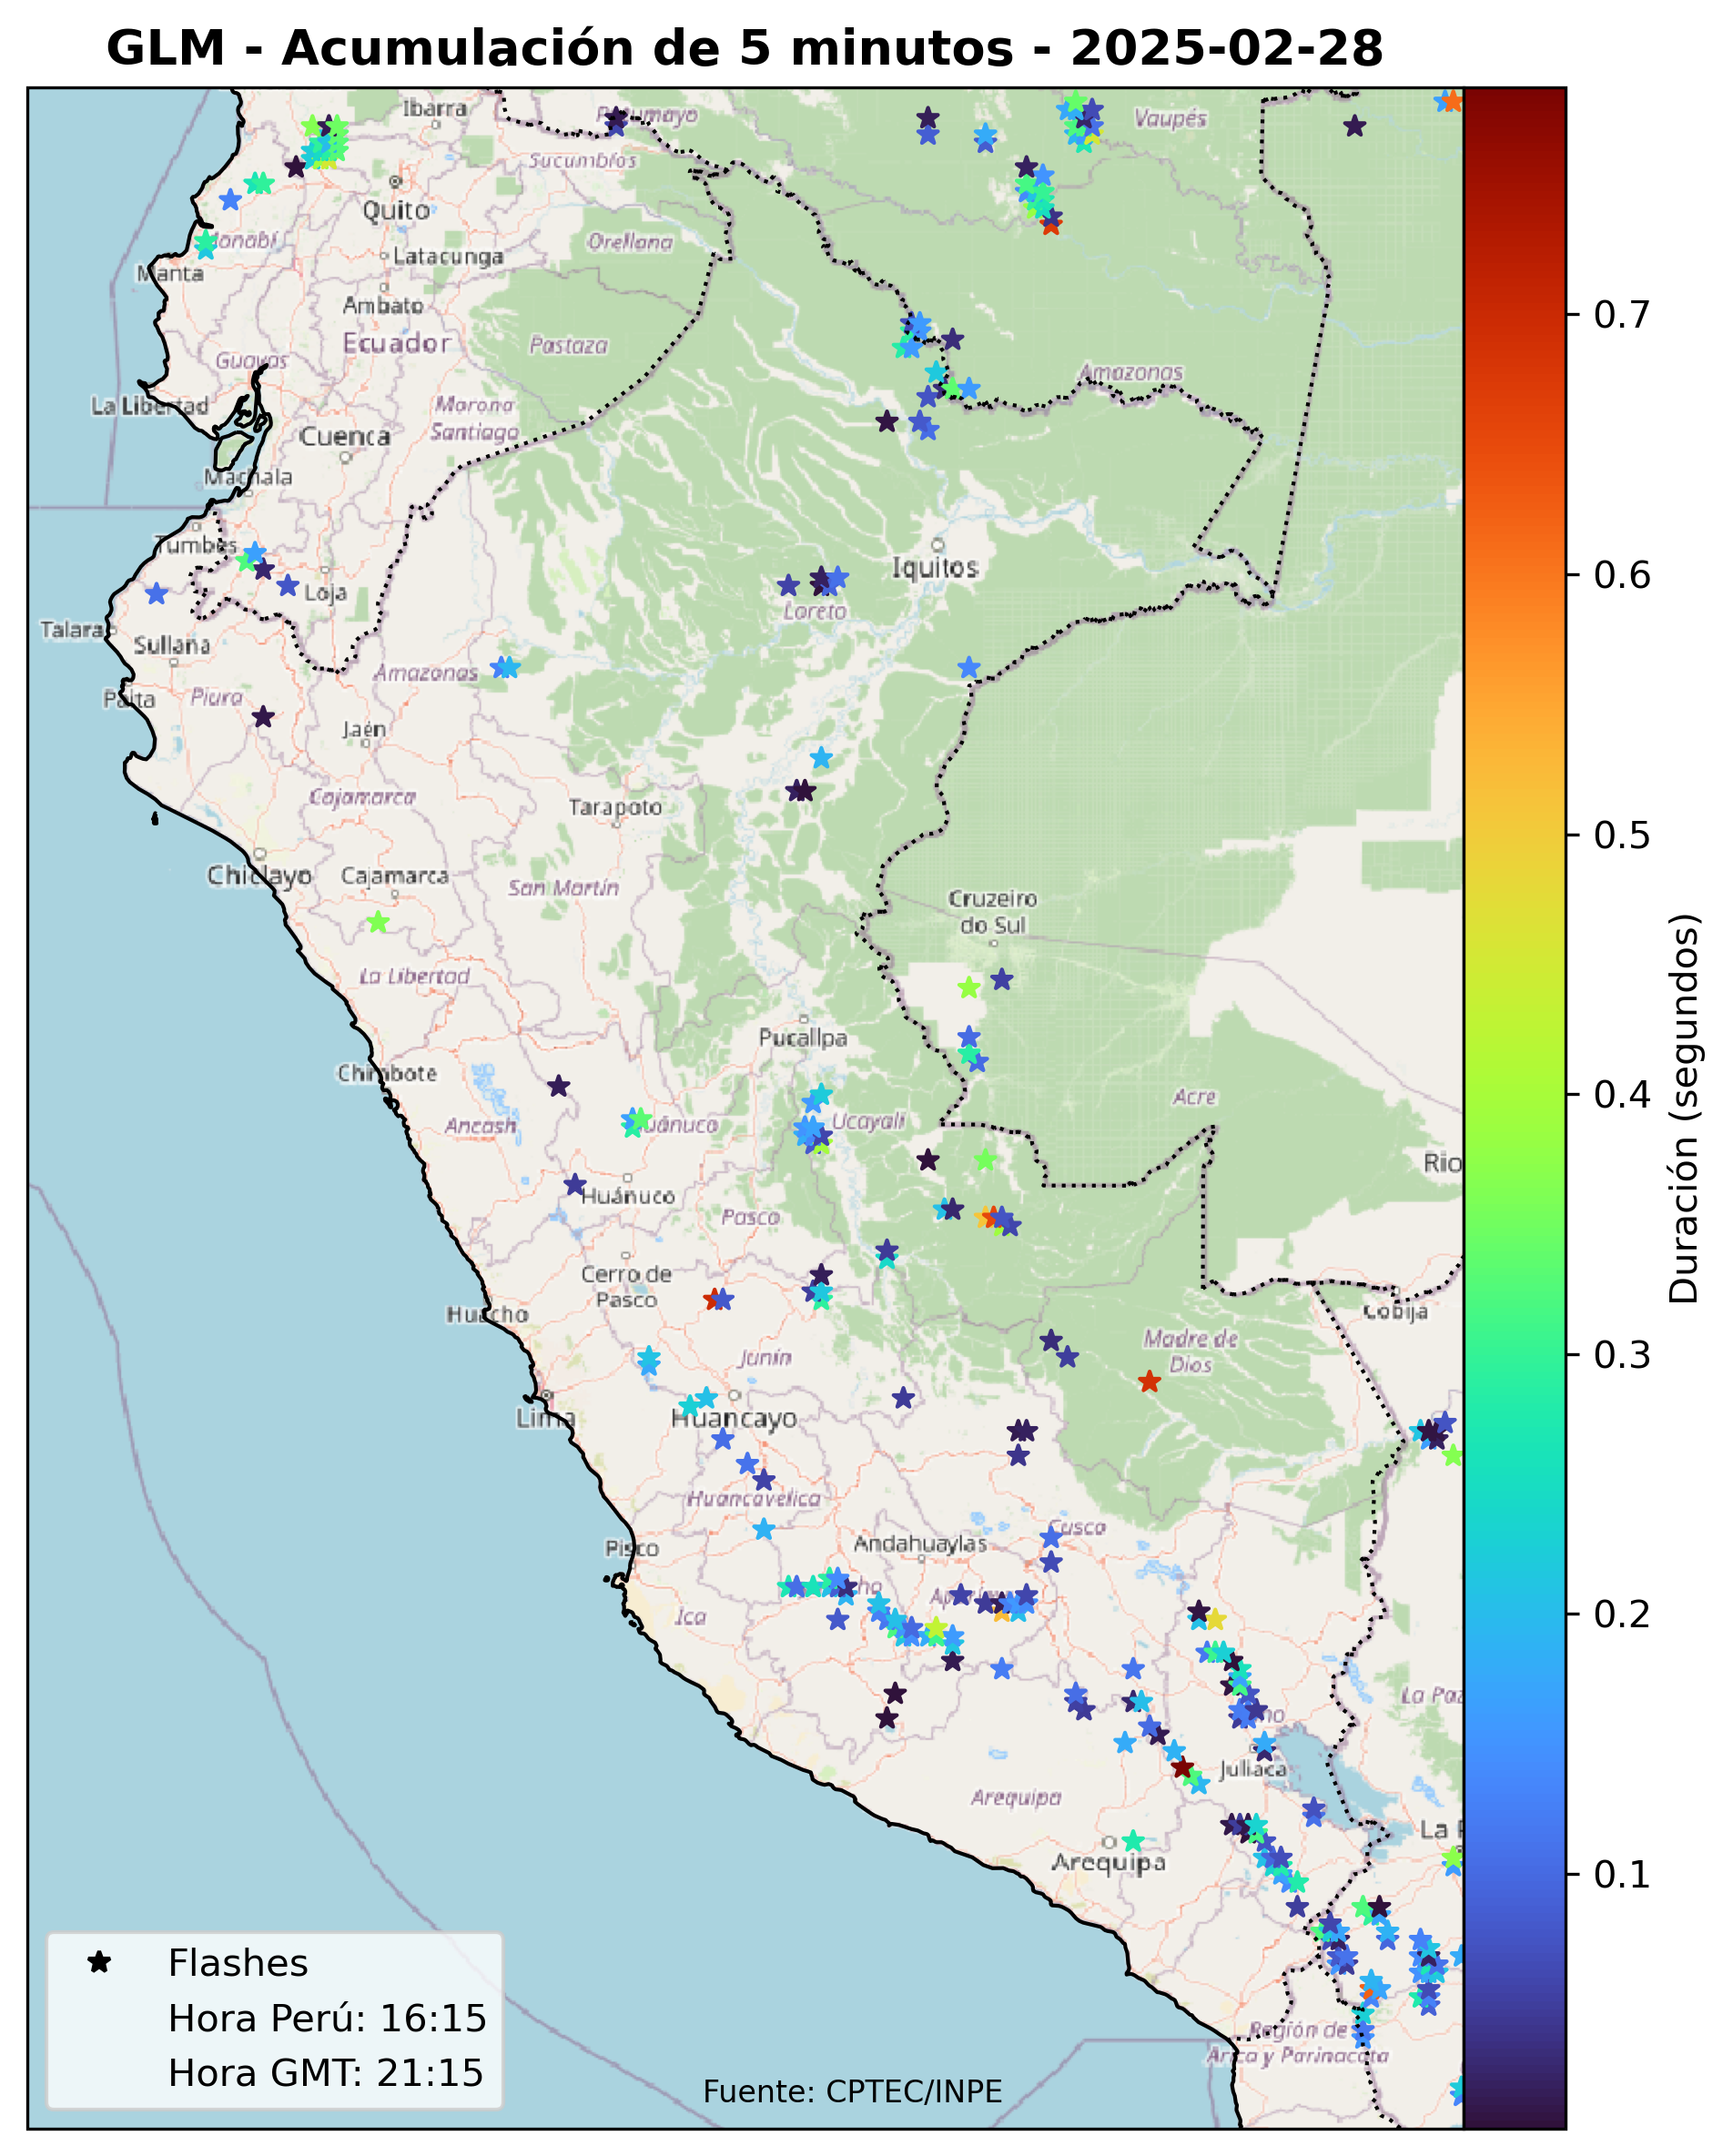 GLM - Acumulación de 5 minutos - 2025-02-28
Ibarra
Putumayo
Vaupés
Sucumbíos
Quito
Manabí
Orellana
Latacunga
Manta
Ambato
Ecuador
Pastaza
Guayas
Amazonas
La Libertad
Morona
Santiago
Cuenca
Machala
Tumbes
Iquitos
Loja
Loreto
Talara
Sullana
Amazonas
Paita
Piura
Jaén
Cajamarca
Tarapoto
Chiclayo
Cajamarca
San Martín
Cruzeiro
do Sul
La Libertad
Pucallpa
Chimbote
Acre
Ancash
Huánuco
Ucayali
Rio
Huánuco
Pasco
Cerro de
Pasco
Huacho
Cobija
Madre de
Dios
Junín
Lima
Huancayo
Huancavelica
Cusco
Pisco
Andahuaylas
Ica
La Paz
Juliaca
Arequipa
La P
Arequipa
Región de
Arica y Parinacota
Flashes
Hora Perú: 16:15
Hora GMT: 21:15
Fuente: CPTEC/INPE
0.7
0.6
0.5
0.4
0.3
0.2
0.1
Duración (segundos)